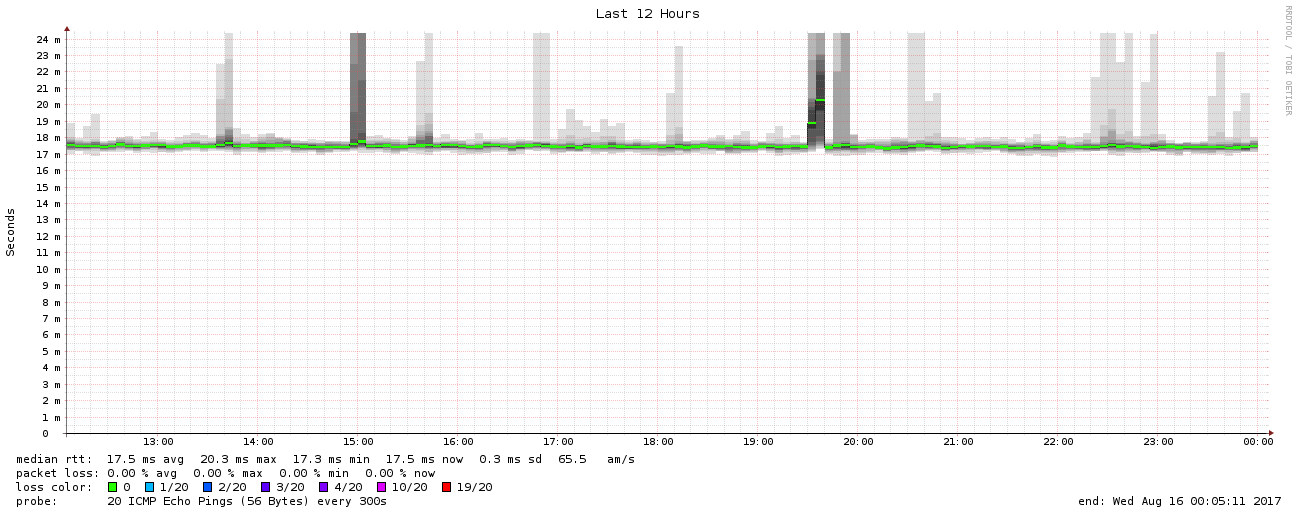 Last 12 Hours
RRDTOOL / TOBI OETIKER
Seconds
24 m
23 m
22 m
21 m
20 m
19 m
18 m
17 m
16 m
15 m
14 m
13 m
12 m
11 m
10 m
9 m
8 m
7 m
6 m
5 m
4 m
3 m
2 m
1 m
0
13:00 14:00 15:00 16:00 17:00 18:00 19:00 20:00 21:00 22:00 23:00 00:00
median rtt: 17.5 ms avg 20.3 ms max 17.3 ms min 17.5 ms now 0.3 ms sd 65.5 am/s
packet loss: 0.00 % avg 0.00 % max 0.00 % min 0.00 % now
loss color: 0 1/20 2/20 3/20 4/20 10/20 19/20
probe: 20 ICMP Echo Pings (56 Bytes) every 300s end: Wed Aug 16 00:05:11 2017